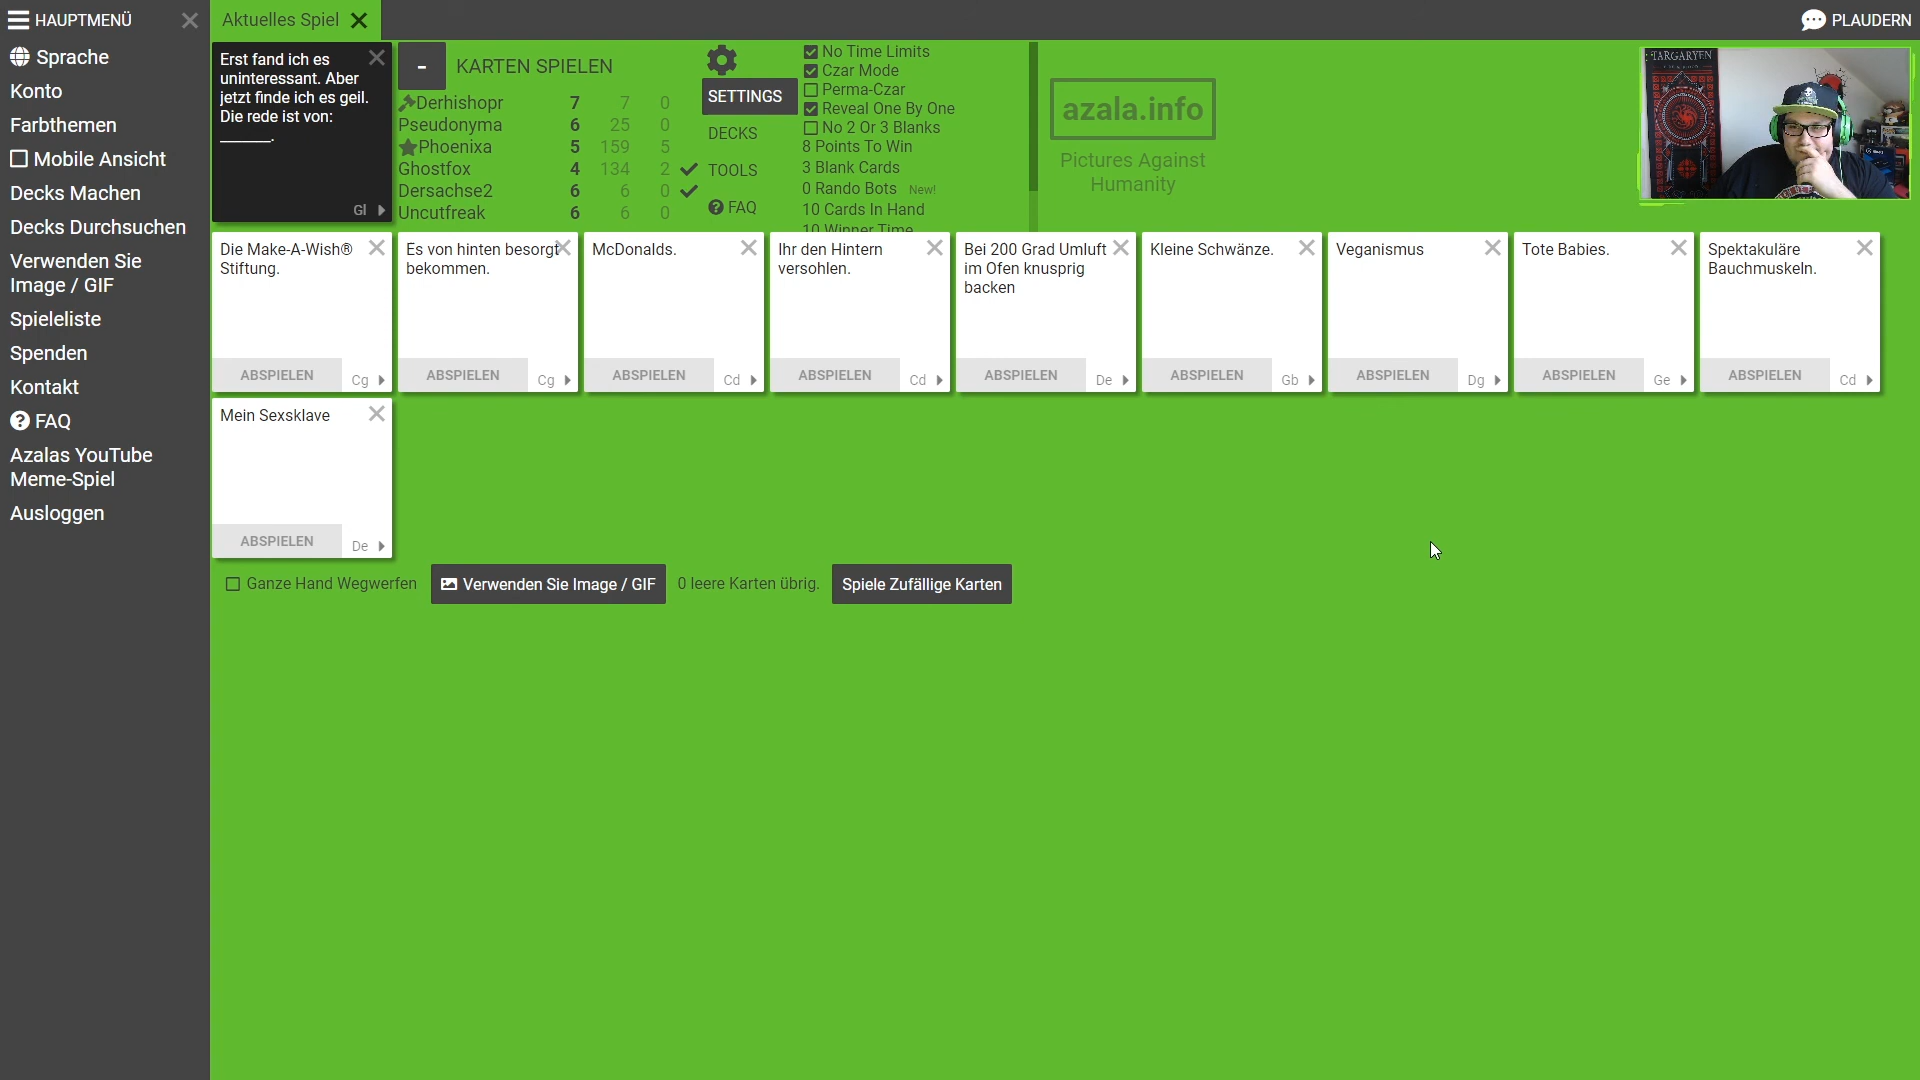 HAUPTMENÜ
Sprache
Konto
Farbthemen
Mobile Ansicht
Decks Machen
Decks Durchsuchen
Verwenden Sie
Image / GIF
Spieleliste
Spenden
Kontakt
FAQ
Azalas YouTube
Meme-Spiel
Ausloggen
Aktuelles Spiel
PLAUDERN
Erst fand ich es
uninteressant. Aber
jetzt finde ich es geil.
Die rede ist von:
______.
Gl
-
KARTEN SPIELEN
Derhishopr 7 7 0
Pseudonyma 6 25 0
Phoenixa 5 159 5
Ghostfox 4 134 2
Dersachse2 6 6 0
Uncutfreak 6 6 0
SETTINGS
DECKS
TOOLS
FAQ
No Time Limits
Czar Mode
Perma-Czar
Reveal One By One
No 2 Or 3 Blanks
8 Points To Win
3 Blank Cards
0 Rando Bots New!
10 Cards In Hand
10 Winner Time
azala.info
Pictures Against
Humanity
TARGARYEN
Die Make-A-Wish®
Stiftung.
ABSPIELEN
Cg
Es von hinten besorgt
bekommen.
ABSPIELEN
Cg
McDonalds.
ABSPIELEN
Cd
Ihr den Hintern
versohlen.
ABSPIELEN
Cd
Bei 200 Grad Umluft
im Ofen knusprig
backen
ABSPIELEN
De
Kleine Schwänze.
ABSPIELEN
Gb
Veganismus
ABSPIELEN
Dg
Tote Babies.
ABSPIELEN
Ge
Spektakuläre
Bauchmuskeln.
ABSPIELEN
Cd
Mein Sexsklave
ABSPIELEN
De
Ganze Hand Wegwerfen
Verwenden Sie Image / GIF
0 leere Karten übrig.
Spiele Zufällige Karten